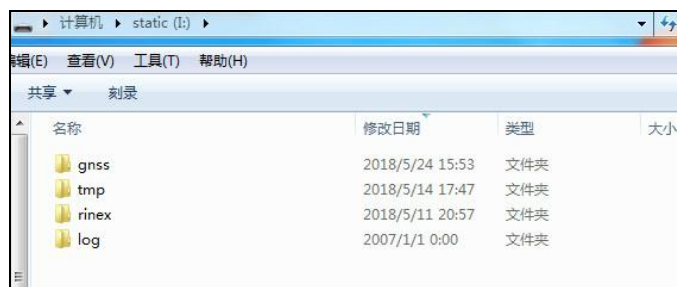 计算机 static (I:)
编辑(E) 查看(V) 工具(T) 帮助(H)
共享 刻录
名称 修改日期 类型 大小
gnss 2018/5/24 15:53 文件夹
tmp 2018/5/14 17:47 文件夹
rinex 2018/5/11 20:57 文件夹
log 2007/1/1 0:00 文件夹